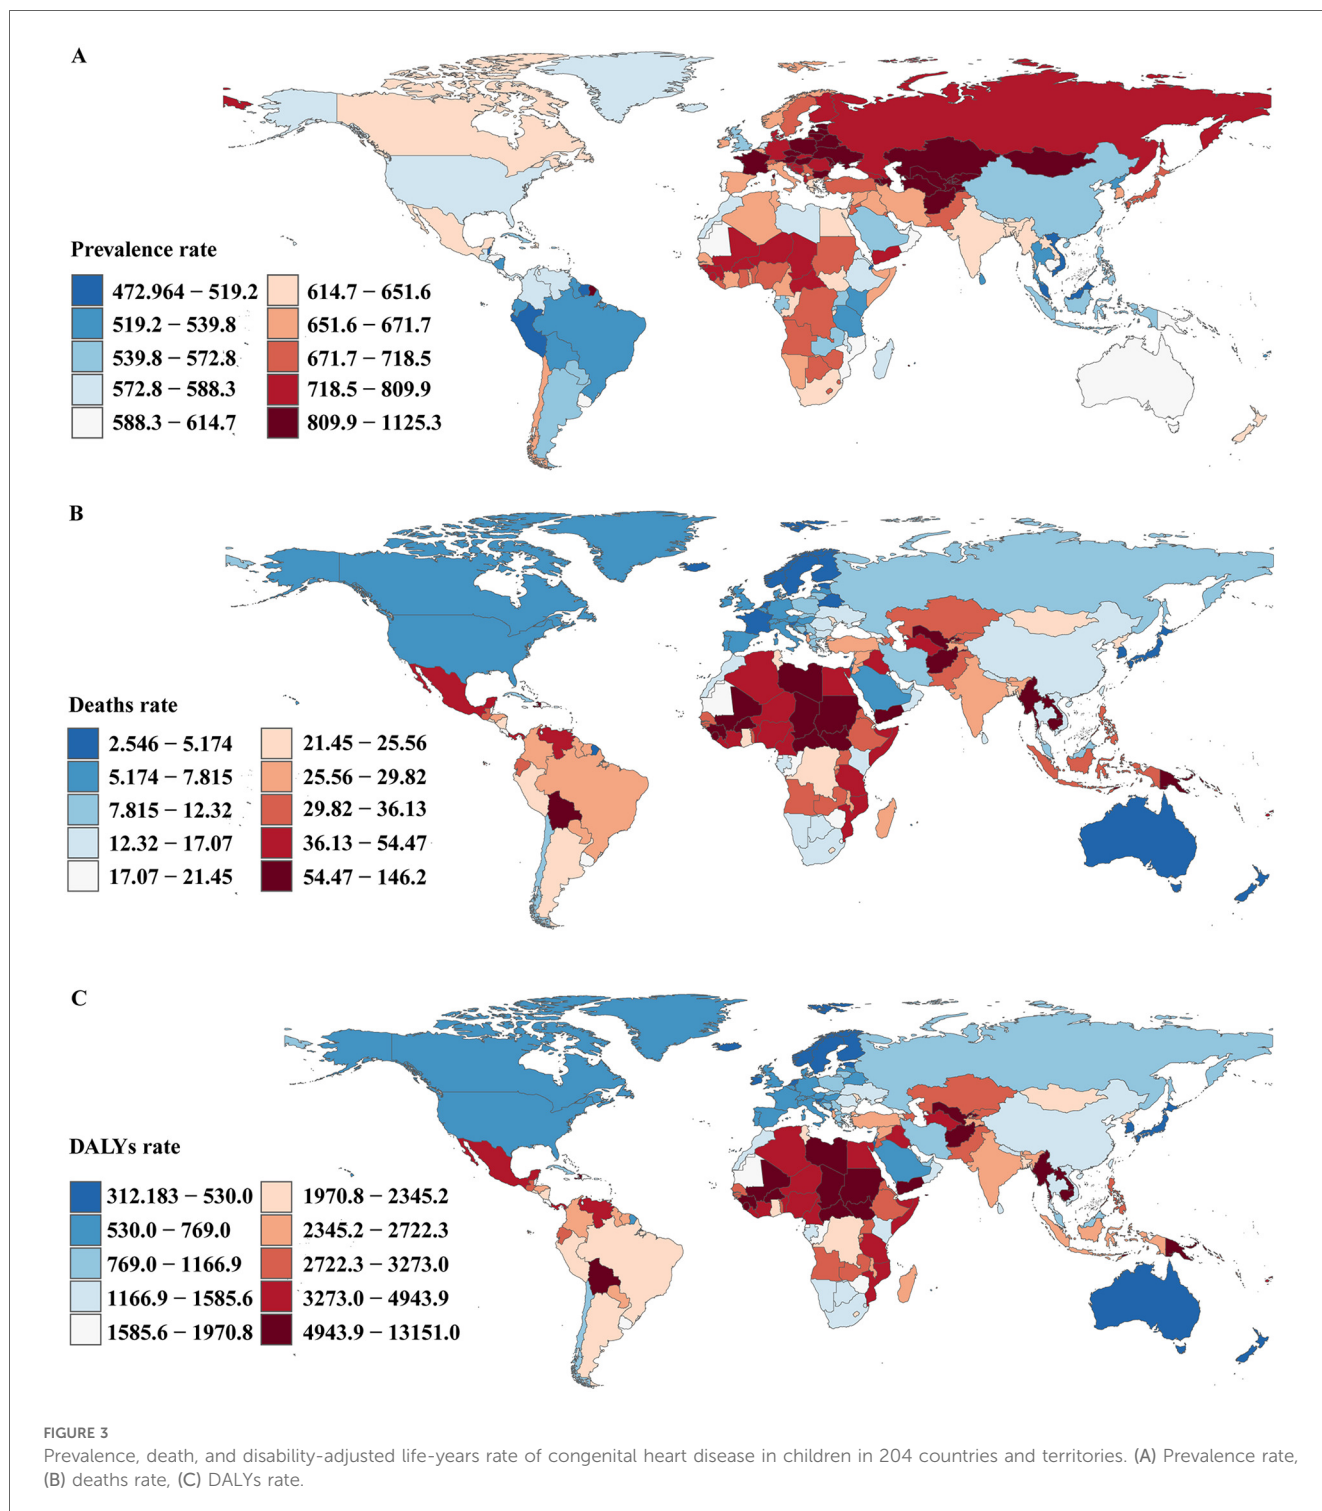 A
Prevalence rate
472.964 – 519.2
519.2 – 539.8
539.8 – 572.8
572.8 – 588.3
588.3 – 614.7
614.7 – 651.6
651.6 – 671.7
671.7 – 718.5
718.5 – 809.9
809.9 – 1125.3
B
Deaths rate
2.546 – 5.174
5.174 – 7.815
7.815 – 12.32
12.32 – 17.07
17.07 – 21.45
21.45 – 25.56
25.56 – 29.82
29.82 – 36.13
36.13 – 54.47
54.47 – 146.2
C
DALYs rate
312.183 – 530.0
530.0 – 769.0
769.0 – 1166.9
1166.9 – 1585.6
1585.6 – 1970.8
1970.8 – 2345.2
2345.2 – 2722.3
2722.3 – 3273.0
3273.0 – 4943.9
4943.9 – 13151.0
FIGURE 3
Prevalence, death, and disability-adjusted life-years rate of congenital heart disease in children in 204 countries and territories. (A) Prevalence rate,
(B) deaths rate, (C) DALYs rate.